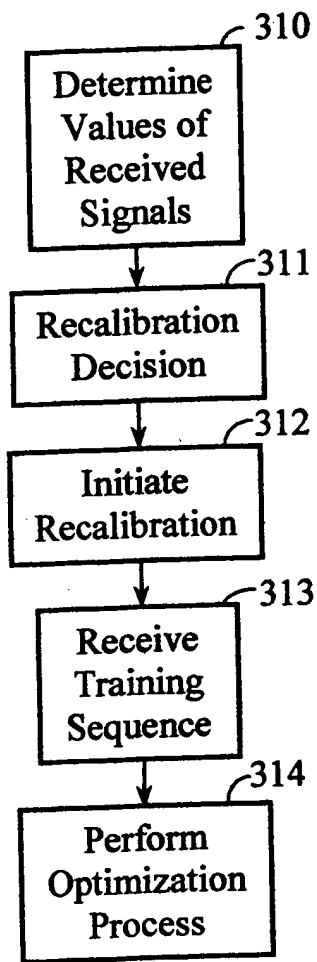 310
Determine
Values of
Received
Signals
311
Recalibration
Decision
312
Initiate
Recalibration
313
Receive
Training
Sequence
314
Perform
Optimization
Process